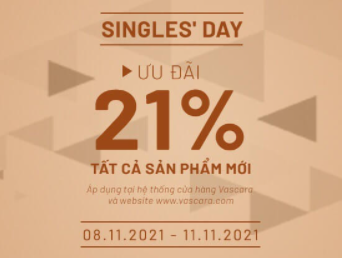 SINGLES' DAY
ƯU ĐÃI
21%
TẤT CẢ SẢN PHẨM MỚI
Áp dụng tại hệ thống cửa hàng Vascara
và website www.vascara.com
08.11.2021 - 11.11.2021